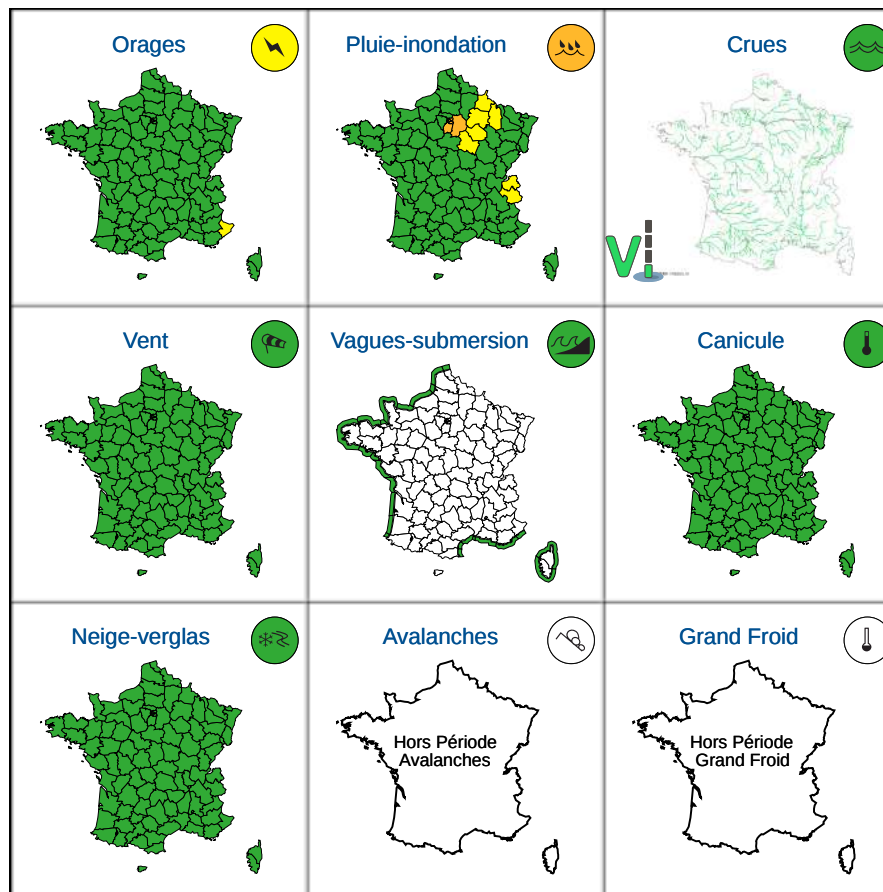 Orages
Pluie-inondation
Crues
Vent
Vagues-submersion
Canicule
Neige-verglas
Avalanches
Grand Froid
Hors Période
Avalanches
Hors Période
Grand Froid